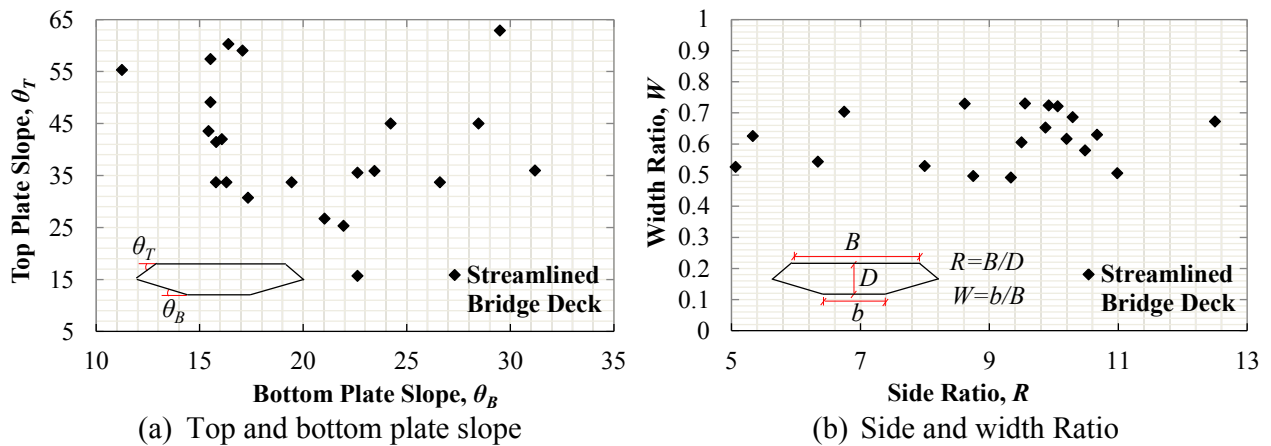 65
55
45
35
25
15
5
Top Plate Slope, θT
θT
θB
Streamlined
Bridge Deck
10 15 20 25 30 35
Bottom Plate Slope, θB
(a) Top and bottom plate slope
1
0.9
0.8
0.7
0.6
0.5
0.4
0.3
0.2
0.1
0
Width Ratio, W
B
D
b
R=B/D
W=b/B
Streamlined
Bridge Deck
5 7 9 11 13
Side Ratio, R
(b) Side and width Ratio